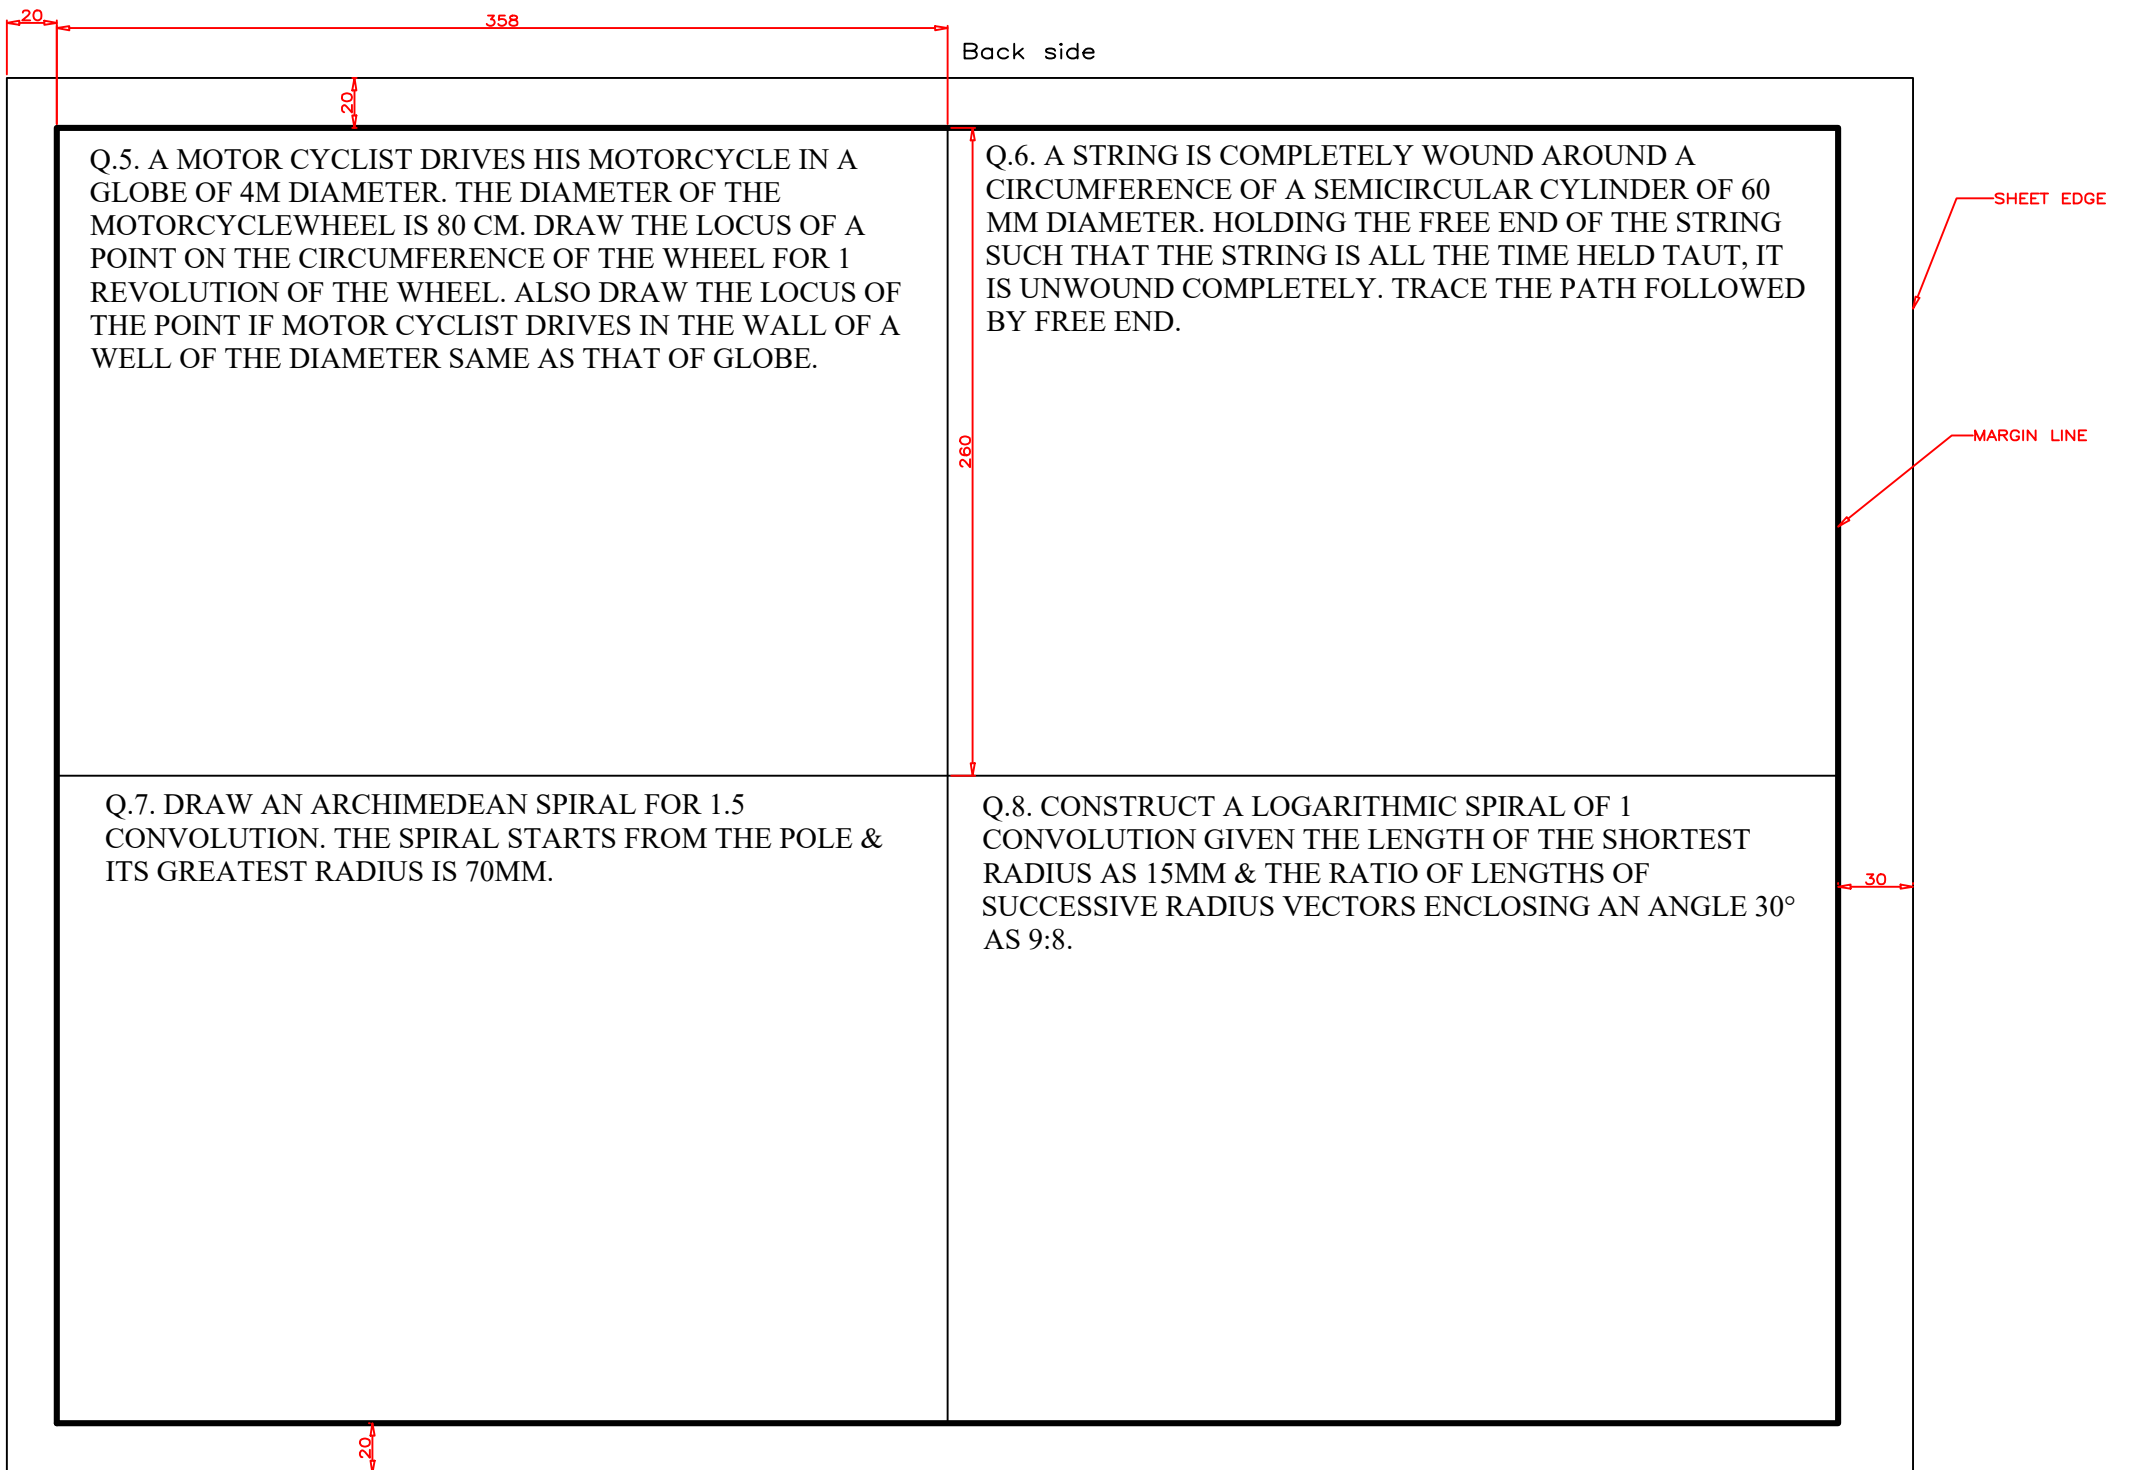 20
358
Back side
20
Q.5. A MOTOR CYCLIST DRIVES HIS MOTORCYCLE IN A
GLOBE OF 4M DIAMETER. THE DIAMETER OF THE
MOTORCYCLEWHEEL IS 80 CM. DRAW THE LOCUS OF A
POINT ON THE CIRCUMFERENCE OF THE WHEEL FOR 1
REVOLUTION OF THE WHEEL. ALSO DRAW THE LOCUS OF
THE POINT IF MOTOR CYCLIST DRIVES IN THE WALL OF A
WELL OF THE DIAMETER SAME AS THAT OF GLOBE.
Q.6. A STRING IS COMPLETELY WOUND AROUND A
CIRCUMFERENCE OF A SEMICIRCULAR CYLINDER OF 60
MM DIAMETER. HOLDING THE FREE END OF THE STRING
SUCH THAT THE STRING IS ALL THE TIME HELD TAUT, IT
IS UNWOUND COMPLETELY. TRACE THE PATH FOLLOWED
BY FREE END.
SHEET EDGE
MARGIN LINE
260
Q.7. DRAW AN ARCHIMEDEAN SPIRAL FOR 1.5
CONVOLUTION. THE SPIRAL STARTS FROM THE POLE &
ITS GREATEST RADIUS IS 70MM.
Q.8. CONSTRUCT A LOGARITHMIC SPIRAL OF 1
CONVOLUTION GIVEN THE LENGTH OF THE SHORTEST
RADIUS AS 15MM & THE RATIO OF LENGTHS OF
SUCCESSIVE RADIUS VECTORS ENCLOSING AN ANGLE 30°
AS 9:8.
30
20